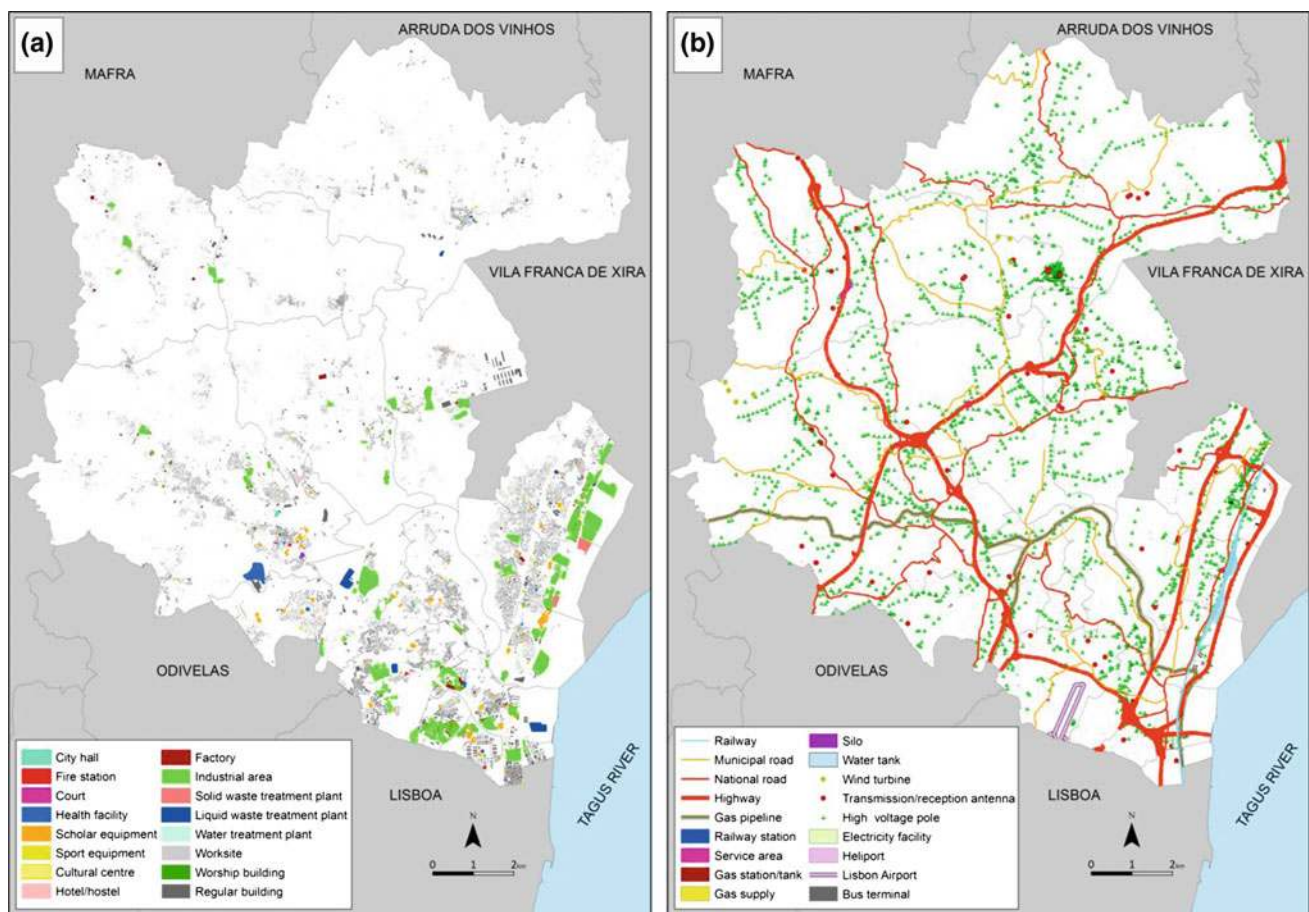 (a)
ARRUDA DOS VINHOS
MAFRA
VILA FRANCA DE XIRA
ODIVELAS
LISBOA
TAGUS RIVER
City hall
Fire station
Court
Health facility
Scholar equipment
Sport equipment
Cultural centre
Hotel/hostel
Factory
Industrial area
Solid waste treatment plant
Liquid waste treatment plant
Water treatment plant
Worksite
Worship building
Regular building
N
0 1 2 km
(b)
ARRUDA DOS VINHOS
MAFRA
VILA FRANCA DE XIRA
ODIVELAS
LISBOA
TAGUS RIVER
Railway
Municipal road
National road
Highway
Gas pipeline
Railway station
Service area
Gas station/tank
Gas supply
Silo
Water tank
Wind turbine
Transmission/reception antenna
High voltage pole
Electricity facility
Heliport
Lisbon Airport
Bus terminal
N
0 1 2 km